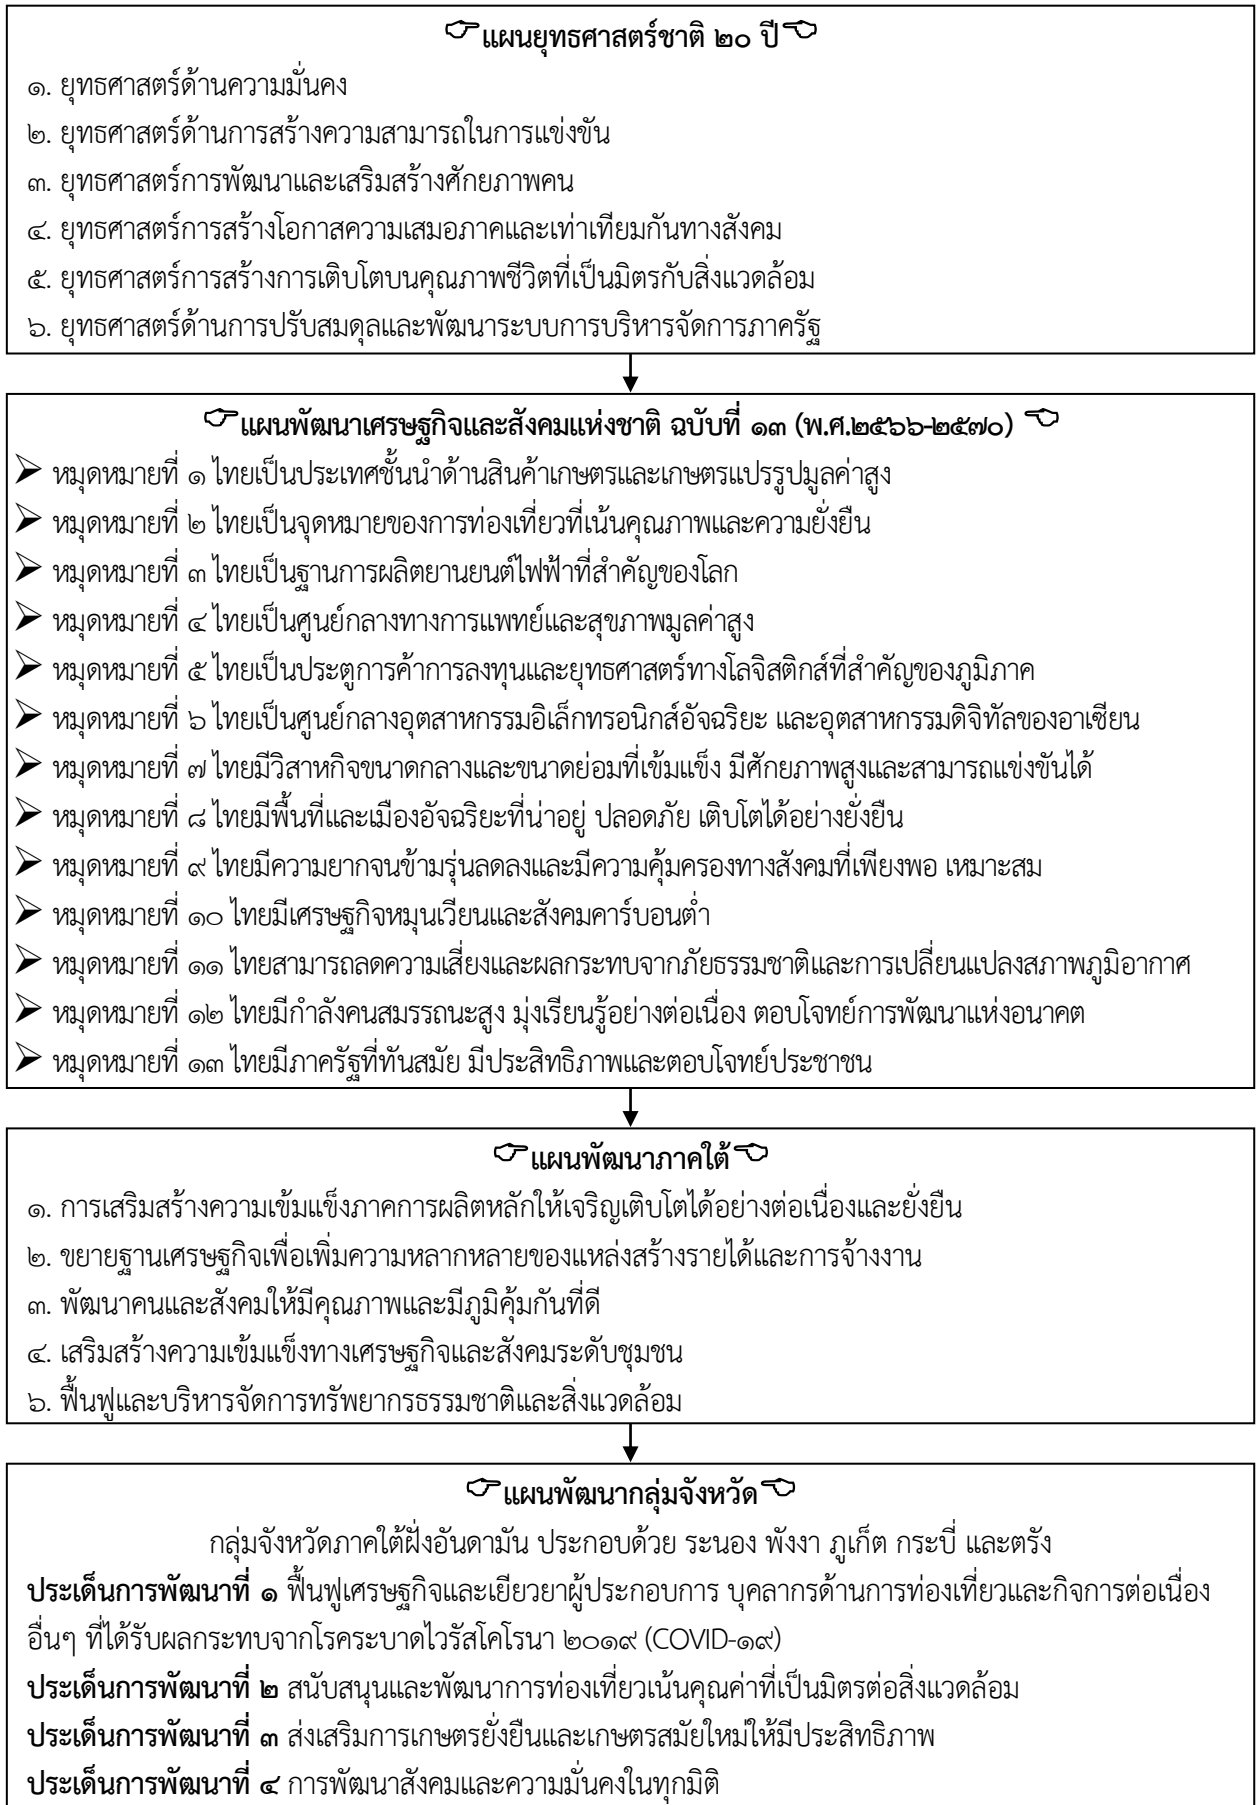 แผนยุทธศาสตร์ชาติ ๒๐ ปี
๑. ยุทธศาสตร์ด้านความมั่นคง
๒. ยุทธศาสตร์ด้านการสร้างความสามารถในการแข่งขัน
๓. ยุทธศาสตร์การพัฒนาและเสริมสร้างศักยภาพคน
๔. ยุทธศาสตร์การสร้างโอกาสความเสมอภาคและเท่าเทียมกันทางสังคม
๕. ยุทธศาสตร์การสร้างการเติบโตบนคุณภาพชีวิตที่เป็นมิตรกับสิ่งแวดล้อม
๖. ยุทธศาสตร์ด้านการปรับสมดุลและพัฒนาระบบการบริหารจัดการภาครัฐ
แผนพัฒนาเศรษฐกิจและสังคมแห่งชาติ ฉบับที่ ๑๓ (พ.ศ.๒๕๖๖-๒๕๗๐)
➢ หมุดหมายที่ ๑ ไทยเป็นประเทศชั้นนำด้านสินค้าเกษตรและเกษตรแปรรูปมูลค่าสูง
➢ หมุดหมายที่ ๒ ไทยเป็นจุดหมายของการท่องเที่ยวที่เน้นคุณภาพและความยั่งยืน
➢ หมุดหมายที่ ๓ ไทยเป็นฐานการผลิตยานยนต์ไฟฟ้าที่สำคัญของโลก
➢ หมุดหมายที่ ๔ ไทยเป็นศูนย์กลางทางการแพทย์และสุขภาพมูลค่าสูง
➢ หมุดหมายที่ ๕ ไทยเป็นประตูการค้าการลงทุนและยุทธศาสตร์ทางโลจิสติกส์ที่สำคัญของภูมิภาค
➢ หมุดหมายที่ ๖ ไทยเป็นศูนย์กลางอุตสาหกรรมอิเล็กทรอนิกส์อัจฉริยะ และอุตสาหกรรมดิจิทัลของอาเซียน
➢ หมุดหมายที่ ๗ ไทยมีวิสาหกิจขนาดกลางและขนาดย่อมที่เข้มแข็ง มีศักยภาพสูงและสามารถแข่งขันได้
➢ หมุดหมายที่ ๘ ไทยมีพื้นที่และเมืองอัจฉริยะที่น่าอยู่ ปลอดภัย เติบโตได้อย่างยั่งยืน
➢ หมุดหมายที่ ๙ ไทยมีความยากจนข้ามรุ่นลดลงและมีความคุ้มครองทางสังคมที่เพียงพอ เหมาะสม
➢ หมุดหมายที่ ๑๐ ไทยมีเศรษฐกิจหมุนเวียนและสังคมคาร์บอนต่ำ
➢ หมุดหมายที่ ๑๑ ไทยสามารถลดความเสี่ยงและผลกระทบจากภัยธรรมชาติและการเปลี่ยนแปลงสภาพภูมิอากาศ
➢ หมุดหมายที่ ๑๒ ไทยมีกำลังคนสมรรถนะสูง มุ่งเรียนรู้อย่างต่อเนื่อง ตอบโจทย์การพัฒนาแห่งอนาคต
➢ หมุดหมายที่ ๑๓ ไทยมีภาครัฐที่ทันสมัย มีประสิทธิภาพและตอบโจทย์ประชาชน
แผนพัฒนาภาคใต้
๑. การเสริมสร้างความเข้มแข็งภาคการผลิตหลักให้เจริญเติบโตได้อย่างต่อเนื่องและยั่งยืน
๒. ขยายฐานเศรษฐกิจเพื่อเพิ่มความหลากหลายของแหล่งสร้างรายได้และการจ้างงาน
๓. พัฒนาคนและสังคมให้มีคุณภาพและมีภูมิคุ้มกันที่ดี
๔. เสริมสร้างความเข้มแข็งทางเศรษฐกิจและสังคมระดับชุมชน
๖. ฟื้นฟูและบริหารจัดการทรัพยากรธรรมชาติและสิ่งแวดล้อม
แผนพัฒนากลุ่มจังหวัด
กลุ่มจังหวัดภาคใต้ฝั่งอันดามัน ประกอบด้วย ระนอง พังงา ภูเก็ต กระบี่ และตรัง
ประเด็นการพัฒนาที่ ๑ ฟื้นฟูเศรษฐกิจและเยียวยาผู้ประกอบการ บุคลากรด้านการท่องเที่ยวและกิจการต่อเนื่อง
อื่นๆ ที่ได้รับผลกระทบจากโรคระบาดไวรัสโคโรนา ๒๐๑๙ (COVID-๑๙)
ประเด็นการพัฒนาที่ ๒ สนับสนุนและพัฒนาการท่องเที่ยวเน้นคุณค่าที่เป็นมิตรต่อสิ่งแวดล้อม
ประเด็นการพัฒนาที่ ๓ ส่งเสริมการเกษตรยั่งยืนและเกษตรสมัยใหม่ให้มีประสิทธิภาพ
ประเด็นการพัฒนาที่ ๔ การพัฒนาสังคมและความมั่นคงในทุกมิติ